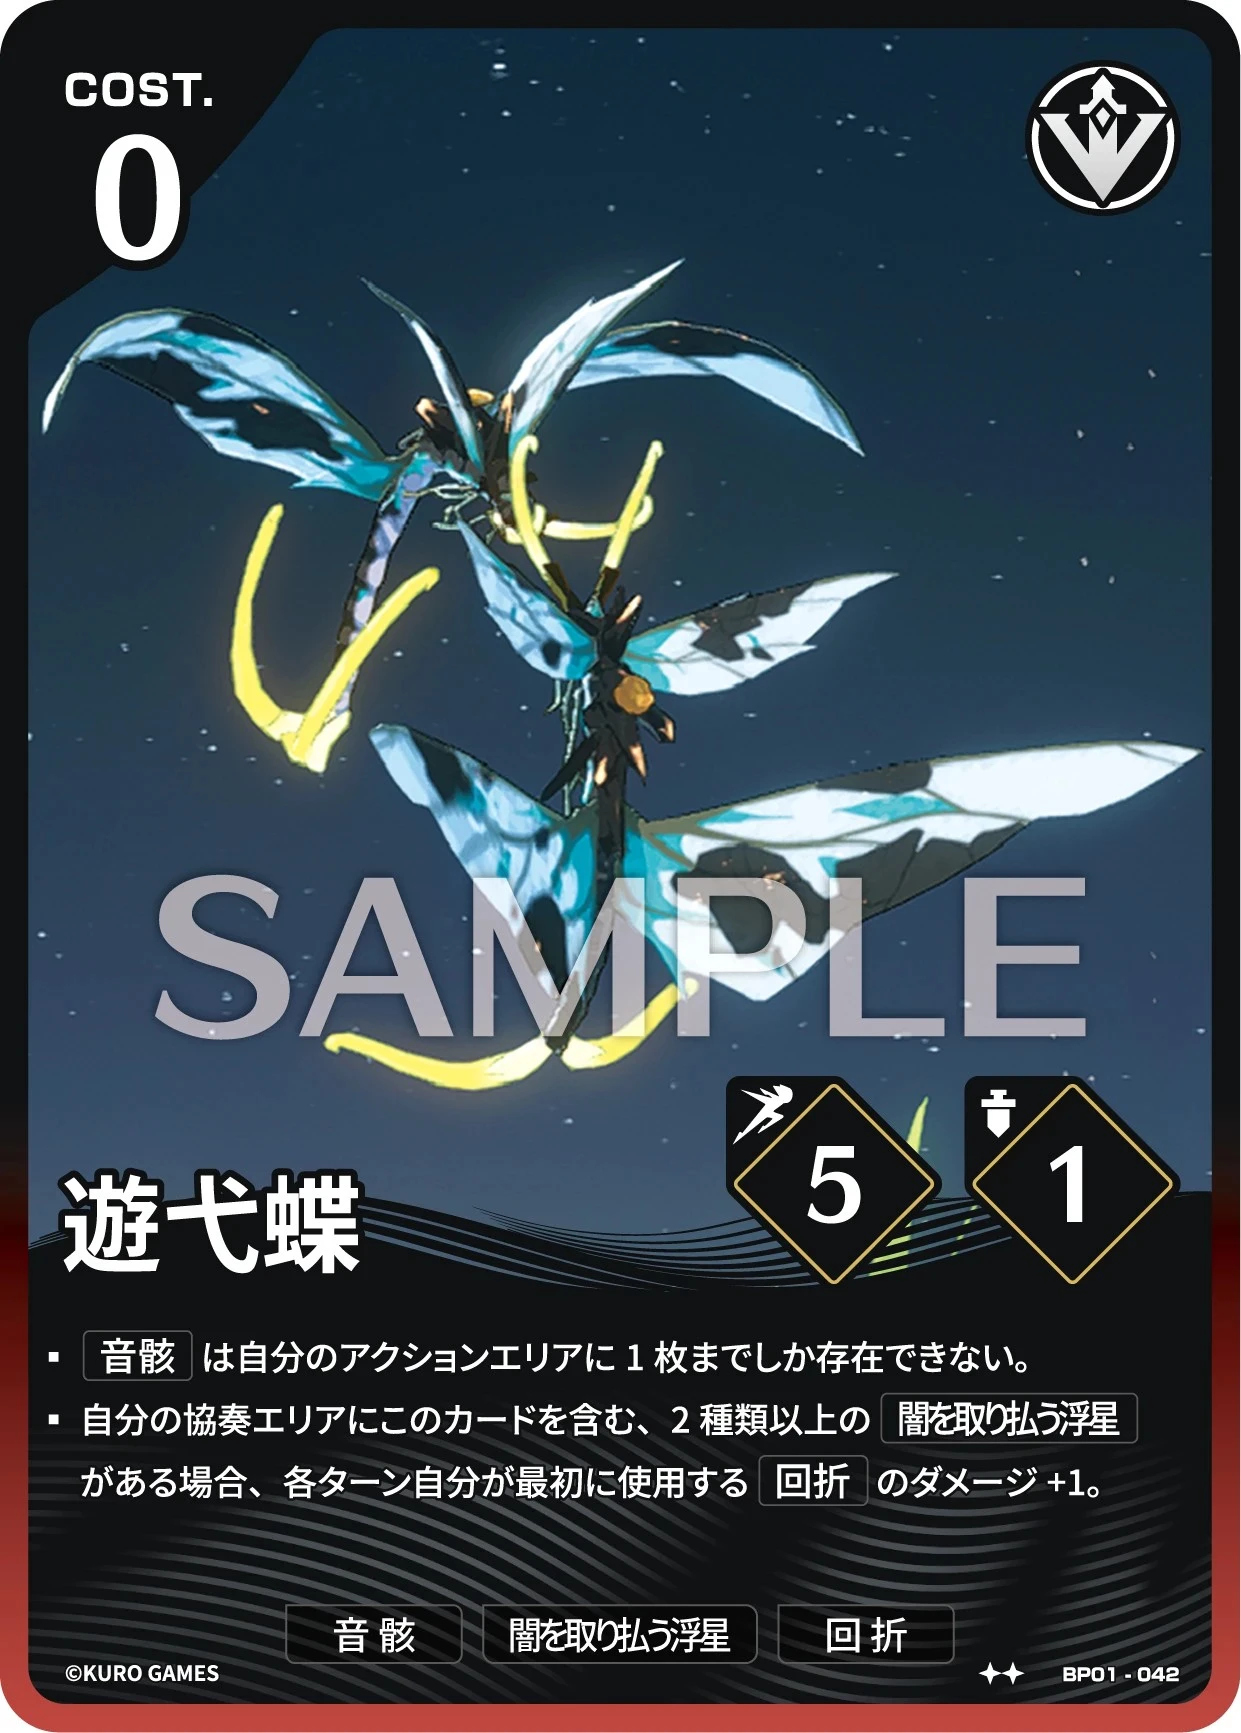 COST.
0
SAMPLE
5
1
遊弋蝶
▪ 音骸 は自分のアクションエリアに 1 枚までしか存在できない。
▪ 自分の協奏エリアにこのカードを含む、2 種類以上の 闇を取り払う浮星
がある場合、各ターン自分が最初に使用する 回折 のダメージ +1。
音骸 闇を取り払う浮星 回折
©KURO GAMES
BP01 - 042